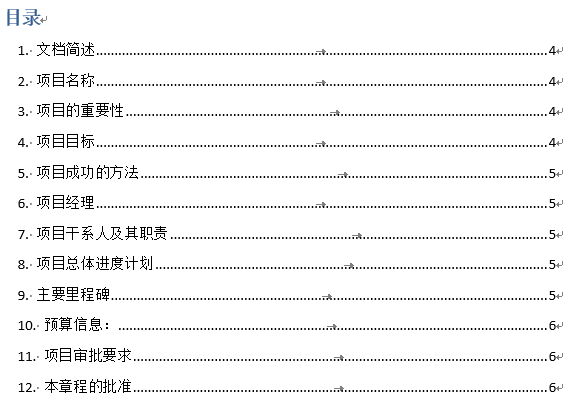 目录
1. 文档简述 4
2. 项目名称 4
3. 项目的重要性 4
4. 项目目标 4
5. 项目成功的方法 5
6. 项目经理 5
7. 项目干系人及其职责 5
8. 项目总体进度计划 5
9. 主要里程碑 5
10. 预算信息： 6
11. 项目审批要求 6
12. 本章程的批准 6